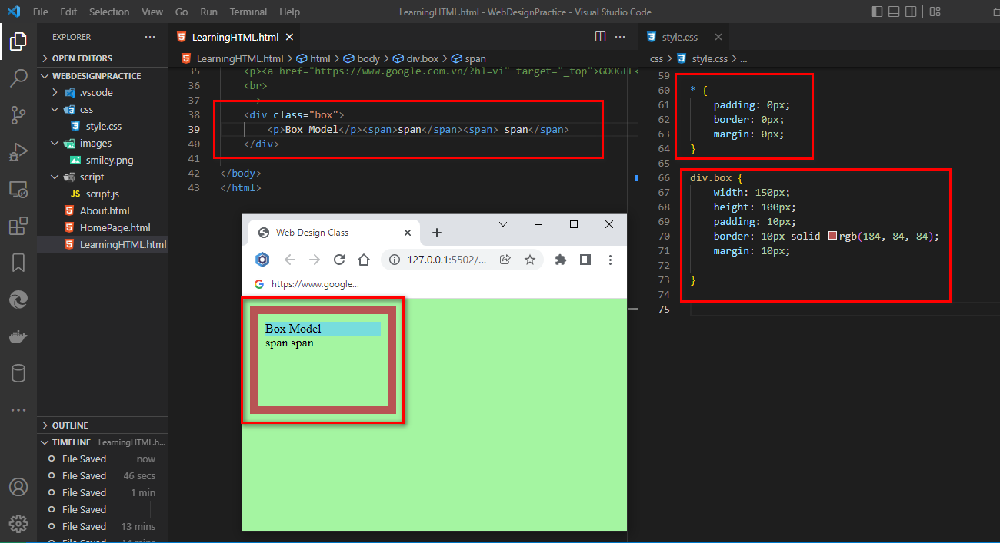 File Edit Selection View Go Run Terminal Help LearningHTML.html - WebDesignPractice - Visual Studio Code
EXPLORER
OPEN EDITORS
WEBDESIGNPRACTICE
.vscode
css
style.css
images
smiley.png
script
JS script.js
About.html
HomePage.html
LearningHTML.html
OUTLINE
TIMELINE LearningHTML.h...
File Saved now
File Saved 46 secs
File Saved 1 min
File Saved
File Saved 13 mins
LearningHTML.html
LearningHTML.html > html > body > div.box > span
35 <p><a href="https://www.google.com.vn/?hl=vi" target="_top">GOOGLE<
36 <br>
37
38 <div class="box">
39 <p>Box Model</p><span>span</span><span> span</span>
40 </div>
41
42 </body>
43 </html>
Web Design Class
127.0.0.1:5502/...
https://www.google...
Box Model
span span
style.css
css > style.css > ...
59
60 * {
61 padding: 0px;
62 border: 0px;
63 margin: 0px;
64 }
65
66 div.box {
67 width: 150px;
68 height: 100px;
69 padding: 10px;
70 border: 10px solid rgb(184, 84, 84);
71 margin: 10px;
72
73 }
74
75